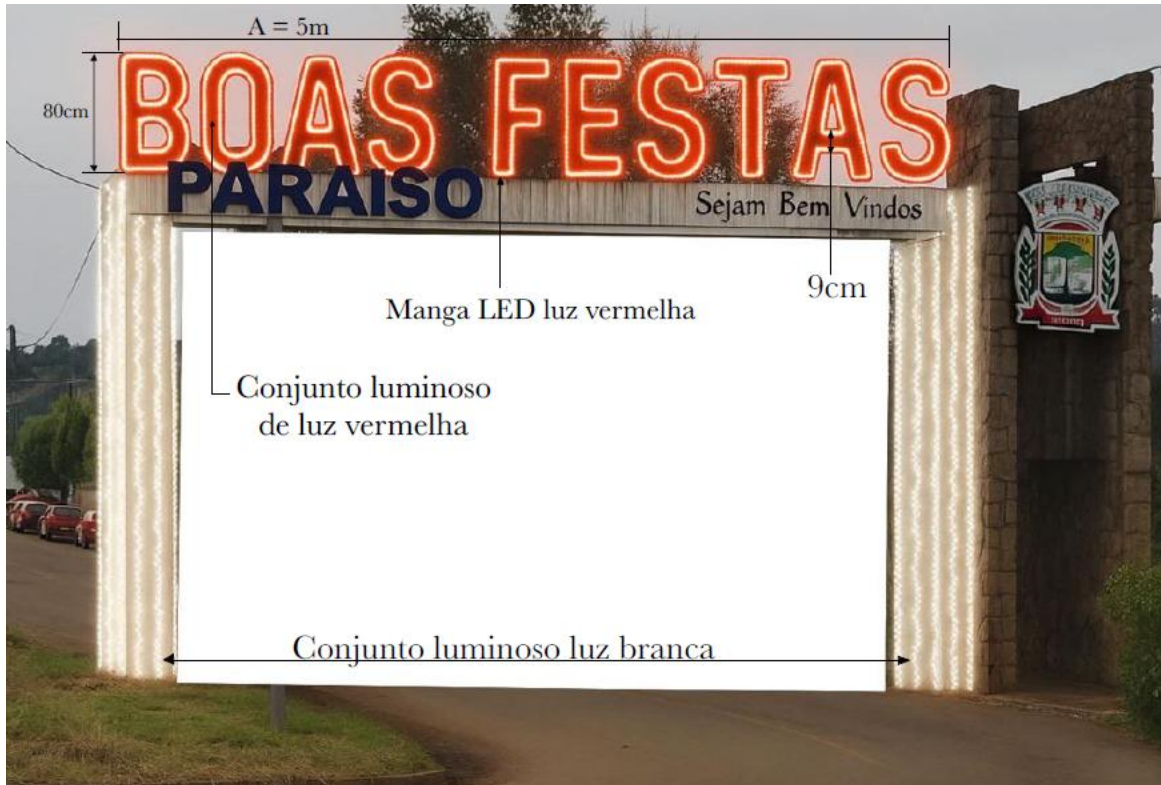 A = 5m
BOAS FESTAS
80cm
PARAISO
Sejam Bem Vindos
9cm
Manga LED luz vermelha
Conjunto luminoso
de luz vermelha
Conjunto luminoso luz branca